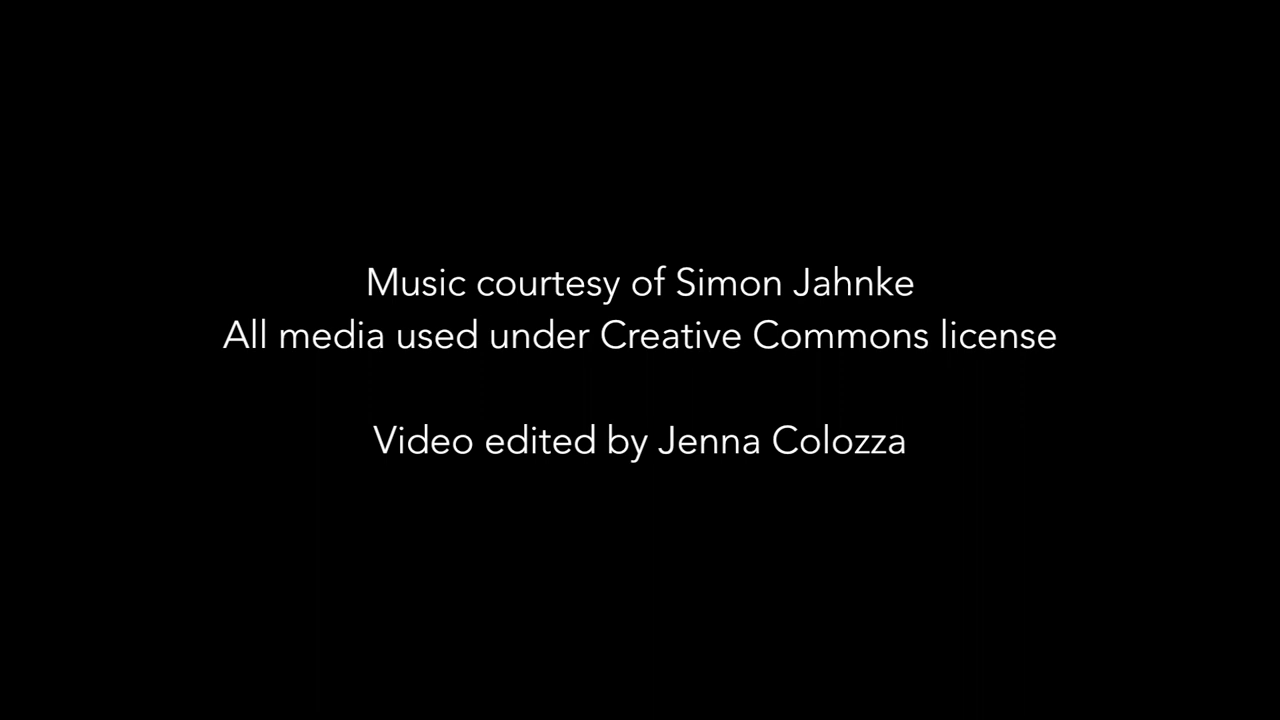 Music courtesy of Simon Jahnke
All media used under Creative Commons license
Video edited by Jenna Colozza